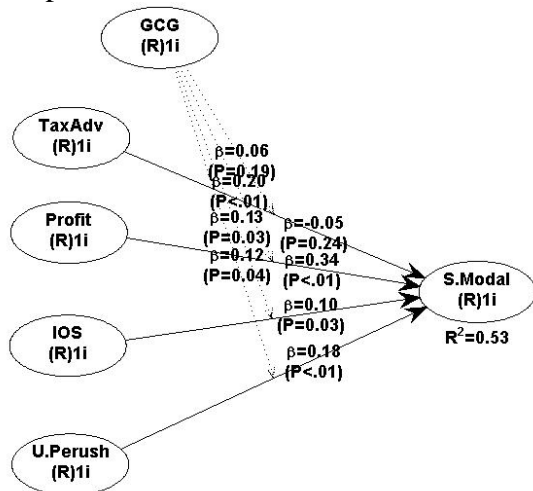 GCG
(R)1i
TaxAdv
(R)1i
β=0.06
(P=0.19)
β=0.20
(P<.01)
Profit
(R)1i
β=0.13
(P=0.03)
β=-0.05
(P=0.24)
β=0.12
(P=0.04)
β=0.34
(P<.01)
S.Modal
(R)1i
R²=0.53
IOS
(R)1i
β=0.10
(P=0.03)
β=0.18
(P<.01)
U.Perush
(R)1i